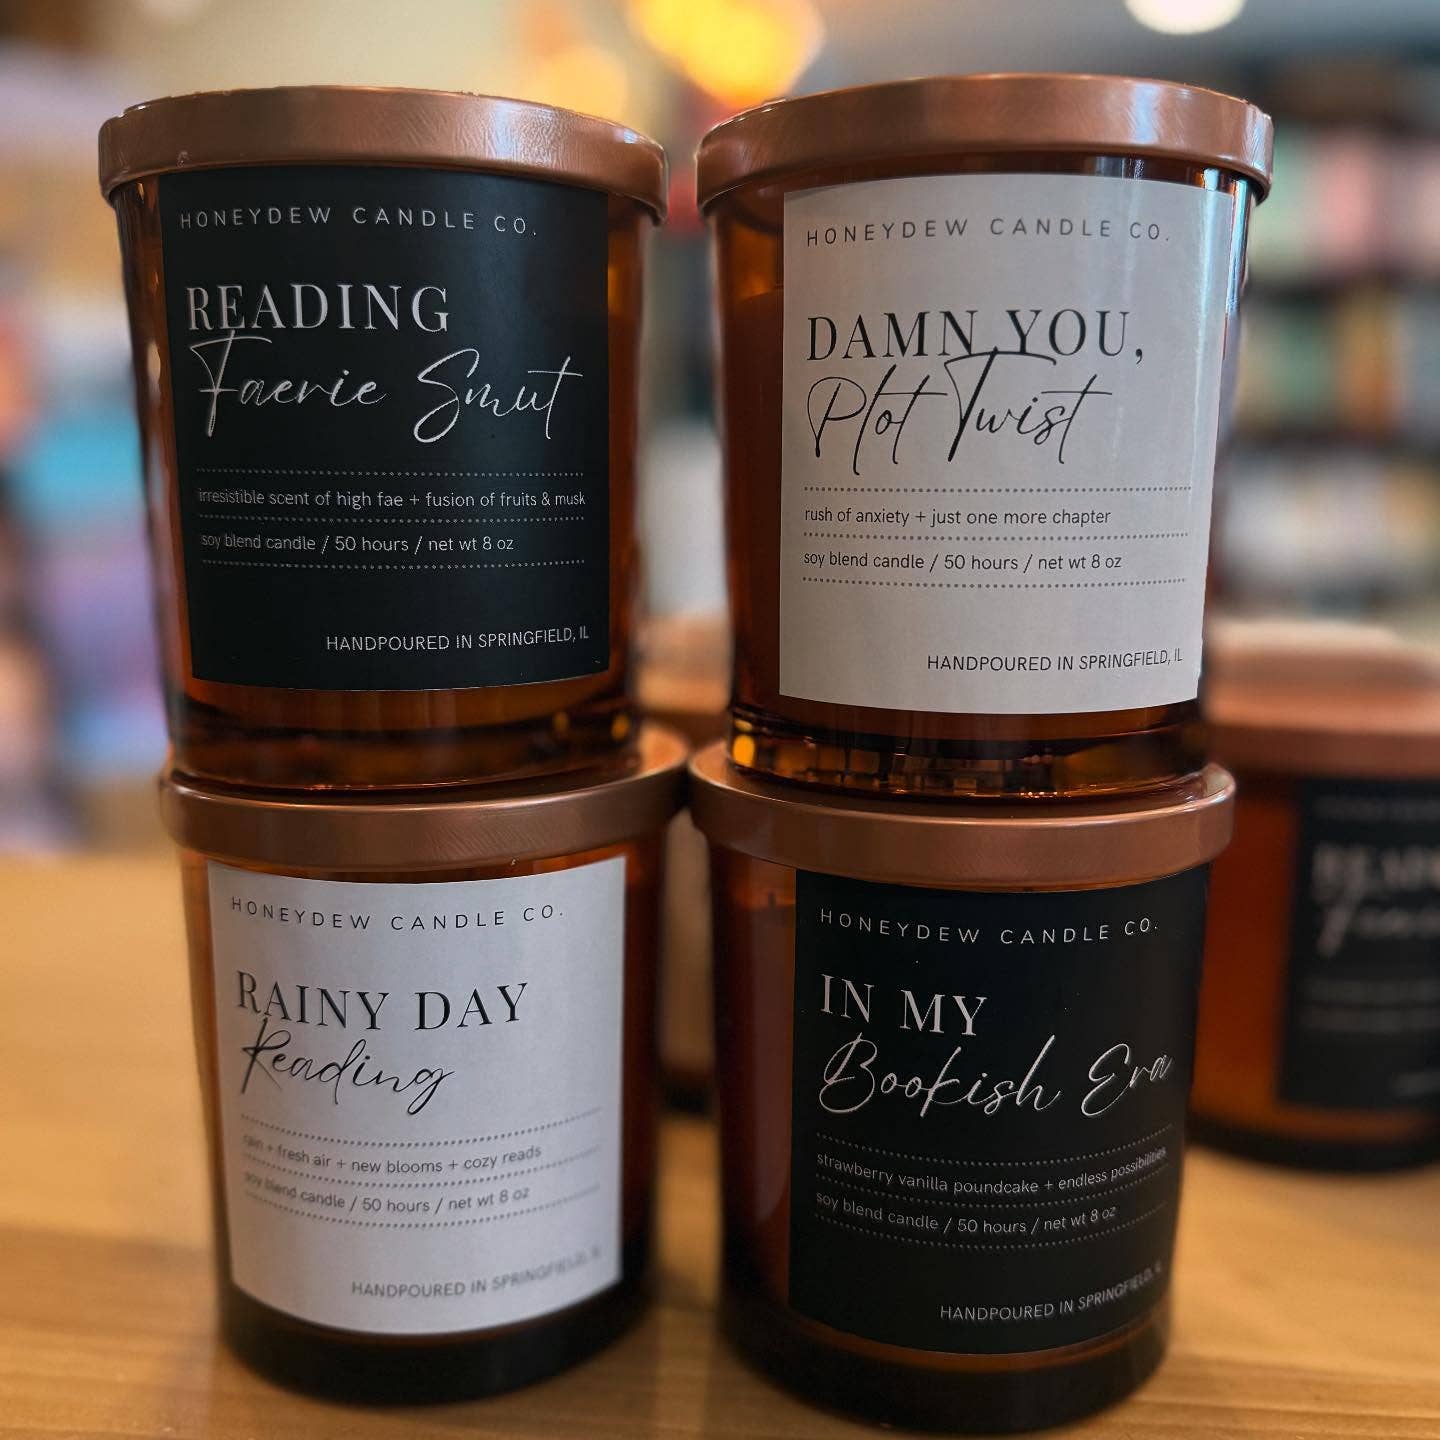 HONEYDEW CANDLE CO.
READING
Faerie Smut
irresistible scent of high fae + fusion of fruits & musk
soy blend candle / 50 hours / net wt 8 oz
HANDPOURED IN SPRINGFIELD, IL
HONEYDEW CANDLE CO.
DAMN YOU,
Plot Twist
rush of anxiety + just one more chapter
soy blend candle / 50 hours / net wt 8 oz
HANDPOURED IN SPRINGFIELD, IL
HONEYDEW CANDLE CO.
RAINY DAY
Reading
rain + fresh air + new blooms + cozy reads
soy blend candle / 50 hours / net wt 8 oz
HANDPOURED IN SPRINGFIELD, IL
HONEYDEW CANDLE CO.
IN MY
Bookish Era
strawberry vanilla poundcake + endless possibilities
soy blend candle / 50 hours / net wt 8 oz
HANDPOURED IN SPRINGFIELD, IL